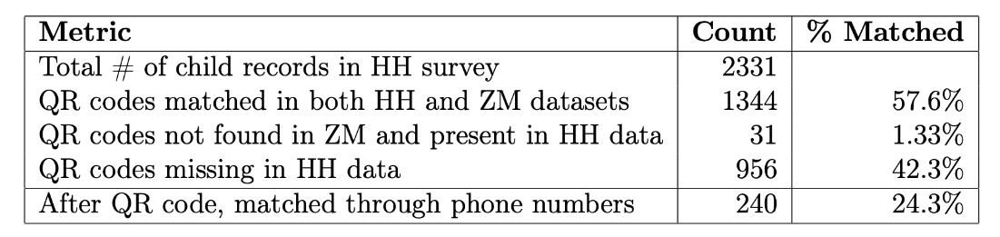 Metric Count % Matched
Total # of child records in HH survey 2331
QR codes matched in both HH and ZM datasets 1344 57.6%
QR codes not found in ZM and present in HH data 31 1.33%
QR codes missing in HH data 956 42.3%
After QR code, matched through phone numbers 240 24.3%